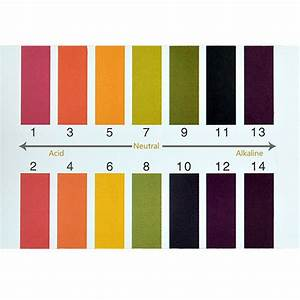 1 3 5 7 9 11 13
Neutral
Acid Alkaline
2 4 6 8 10 12 14